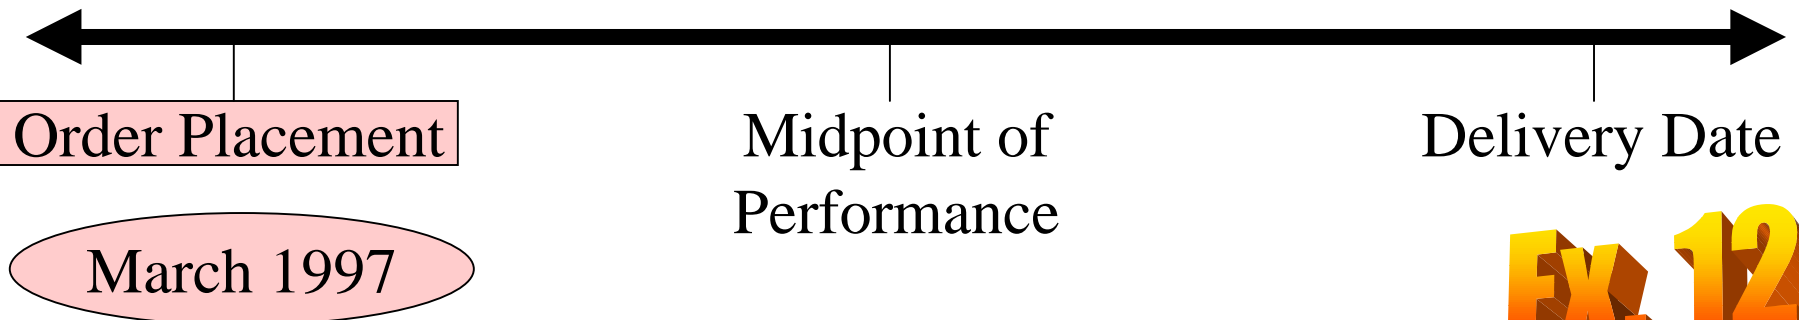 Order Placement
Midpoint of
Performance
Delivery Date
March 1997
Ex. 12